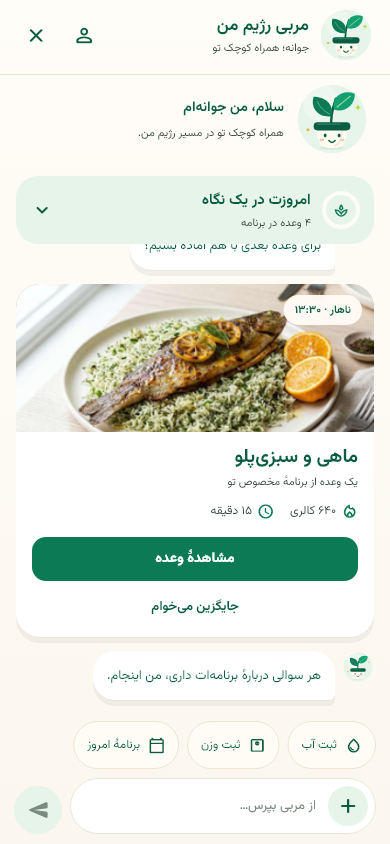 مربی رژیم من
جوانه؛ همراه کوچک تو
سلام، من جوانه‌ام
همراه کوچک تو در مسیر رژیم من.
امروزت در یک نگاه
۴ وعده در برنامه
برای وعده بعدی با هم آماده بشیم؟
ناهار · ۱۳:۳۰
ماهی و سبزی‌پلو
یک وعده از برنامهٔ مخصوص تو
۶۴۰ کالری
۱۵ دقیقه
مشاهدهٔ وعده
جایگزین می‌خوام
هر سوالی دربارهٔ برنامه‌ات داری، من اینجام.
ثبت آب
ثبت وزن
برنامهٔ امروز
از مربی بپرس...